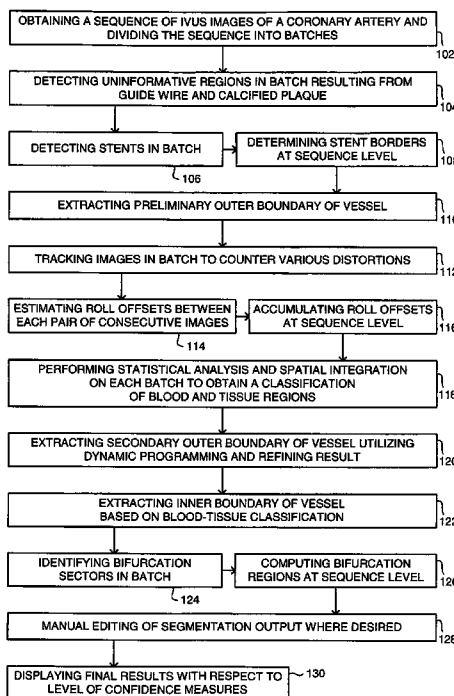 OBTAINING A SEQUENCE OF IVUS IMAGES OF A CORONARY ARTERY AND
DIVIDING THE SEQUENCE INTO BATCHES
102
DETECTING UNINFORMATIVE REGIONS IN BATCH RESULTING FROM
GUIDE WIRE AND CALCIFIED PLAQUE
104
DETECTING STENTS IN BATCH
106
DETERMINING STENT BORDERS
AT SEQUENCE LEVEL
EXTRACTING PRELIMINARY OUTER BOUNDARY OF VESSEL
TRACKING IMAGES IN BATCH TO COUNTER VARIOUS DISTORTIONS
112
ESTIMATING ROLL OFFSETS BETWEEN
EACH PAIR OF CONSECUTIVE IMAGES
114
ACCUMULATING ROLL OFFSETS
AT SEQUENCE LEVEL
116
PERFORMING STATISTICAL ANALYSIS AND SPATIAL INTEGRATION
ON EACH BATCH TO OBTAIN A CLASSIFICATION
OF BLOOD AND TISSUE REGIONS
118
EXTRACTING SECONDARY OUTER BOUNDARY OF VESSEL UTILIZING
DYNAMIC PROGRAMMING AND REFINING RESULT
120
EXTRACTING INNER BOUNDARY OF VESSEL
BASED ON BLOOD-TISSUE CLASSIFICATION
122
IDENTIFYING BIFURCATION
SECTORS IN BATCH
124
COMPUTING BIFURCATION
REGIONS AT SEQUENCE LEVEL
126
MANUAL EDITING OF SEGMENTATION OUTPUT WHERE DESIRED
128
DISPLAYING FINAL RESULTS WITH RESPECT TO
LEVEL OF CONFIDENCE MEASURES
130